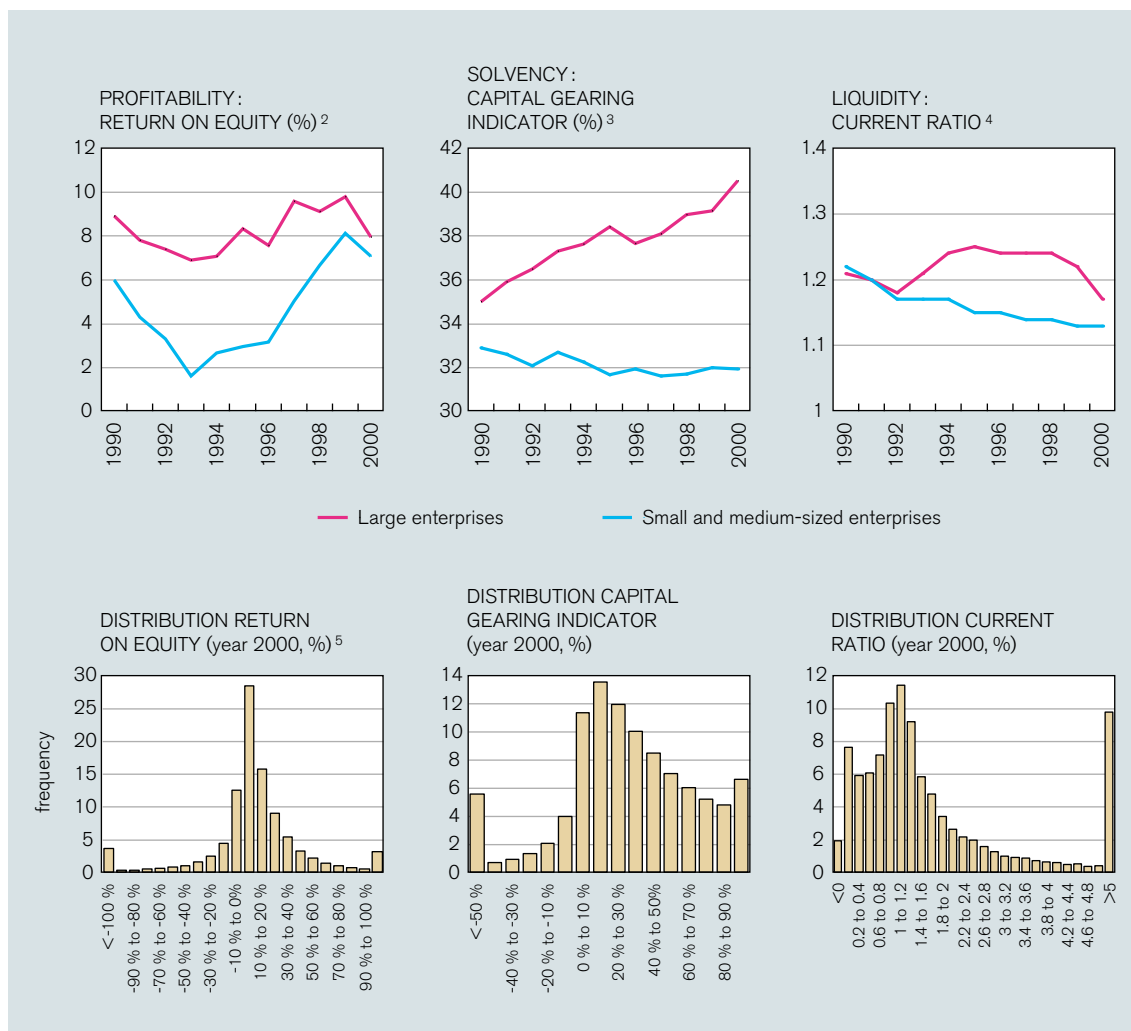 PROFITABILITY:
RETURN ON EQUITY (%) 2
12
10
8
6
4
2
0
1990
1992
1994
1996
1998
2000
SOLVENCY:
CAPITAL GEARING
INDICATOR (%) 3
42
40
38
36
34
32
30
1990
1992
1994
1996
1998
2000
LIQUIDITY:
CURRENT RATIO 4
1.4
1.3
1.2
1.1
1
1990
1992
1994
1996
1998
2000
Large enterprises
Small and medium-sized enterprises
DISTRIBUTION RETURN
ON EQUITY (year 2000, %) 5
frequency
30
25
20
15
10
5
0
<-100 %
-90 % to -80 %
-70 % to -60 %
-50 % to -40 %
-30 % to -20 %
-10 % to 0%
10 % to 20 %
30 % to 40 %
50 % to 60 %
70 % to 80 %
90 % to 100 %
DISTRIBUTION CAPITAL
GEARING INDICATOR
(year 2000, %)
14
12
10
8
6
4
2
0
<-50 %
-40 % to -30 %
-20 % to -10 %
0 % to 10 %
20 % to 30 %
40 % to 50%
60 % to 70 %
80 % to 90 %
DISTRIBUTION CURRENT
RATIO (year 2000, %)
12
10
8
6
4
2
0
<0
0.2 to 0.4
0.6 to 0.8
1 to 1.2
1.4 to 1.6
1.8 to 2
2.2 to 2.4
2.6 to 2.8
3 to 3.2
3.4 to 3.6
3.8 to 4
4.2 to 4.4
4.6 to 4.8
>5